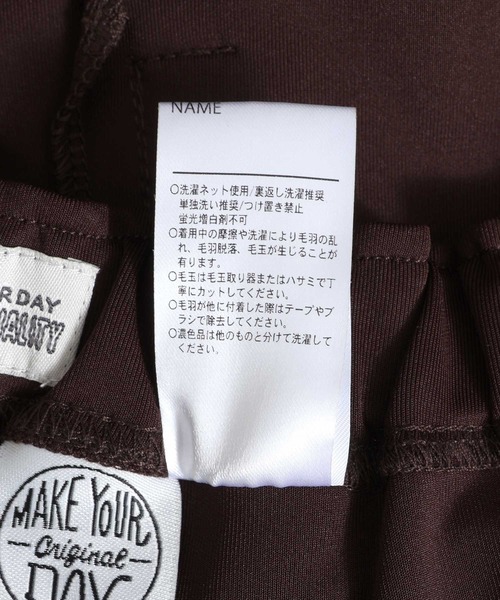 NAME
○洗濯ネット使用/裏返し洗濯推奨
単独洗い推奨/つけ置き禁止
蛍光増白剤不可
○着用中の摩擦や洗濯により毛羽の乱
れ、毛羽脱落、毛玉が生じることが
有ります。
○毛玉は毛玉取り器またはハサミで丁
寧にカットしてください。
○毛羽が他に付着した際はテープやブ
ラシで除去してください。
○濃色品は他のものと分けて洗濯して
ください。
RDAY
MAKE YOUR
Original
DAY